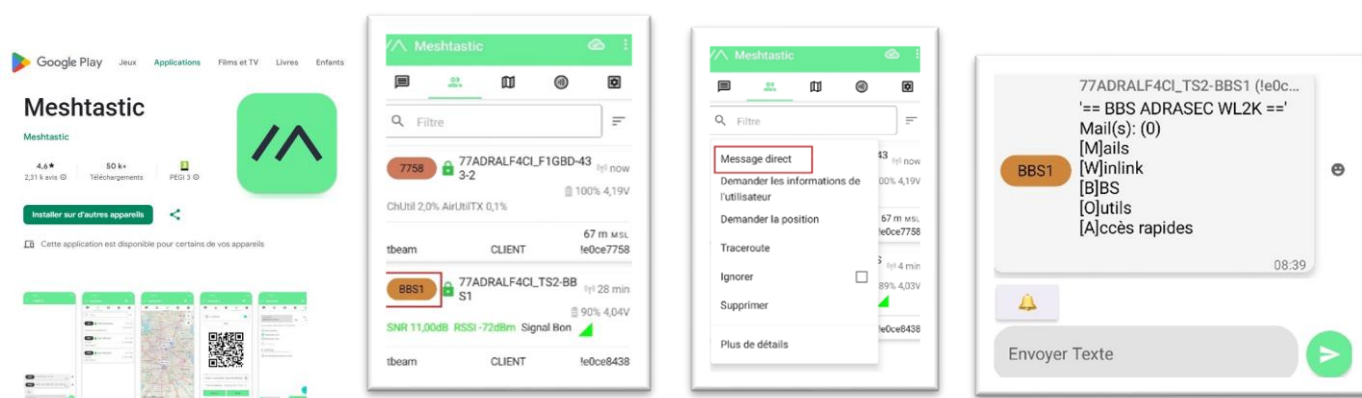 Google Play
Jeux
Applications
Films et TV
Livres
Enfants
Meshtastic
Meshtastic
4,6★
2,31 k avis
50 k+
Téléchargements
PEGI 3
Installer sur d'autres appareils
Cette application est disponible pour certains de vos appareils
Meshtastic
Filtre
7758
77ADRALF4CI_F1GBD-43
3-2
now
100% 4,19V
ChUtil 2,0% AirUtilTX 0,1%
67 m MSL
tbeam
CLIENT
!e0ce7758
BBS1
77ADRALF4CI_TS2-BB
S1
28 min
90% 4,04V
SNR 11,00dB RSSI -72dBm Signal Bon
tbeam
CLIENT
!e0ce8438
Meshtastic
Filtre
Message direct
Demander les informations de
l'utilisateur
Demander la position
Traceroute
Ignorer
Supprimer
Plus de détails
43
now
00% 4,19V
67 m MSL
!e0ce7758
S
4 min
89% 4,03V
!e0ce8438
77ADRALF4CI_TS2-BBS1 (!e0c...
'== BBS ADRASEC WL2K =='
Mail(s): (0)
[M]ails
[W]inlink
[B]BS
[O]utils
[A]ccès rapides
BBS1
08:39
Envoyer Texte